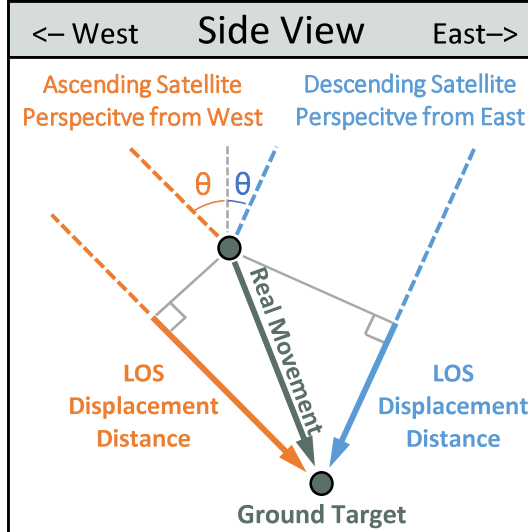 <– West Side View East–>
Ascending Satellite
Perspecitve from West
Descending Satellite
Perspecitve from East
θ θ
Real Movement
LOS
Displacement
Distance
LOS
Displacement
Distance
Ground Target